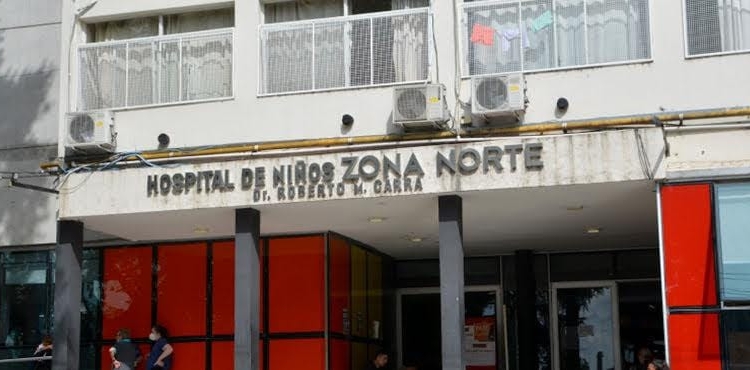 HOSPITAL DE NIÑOS ZONA NORTE
Dr. ROBERTO M. CARRA